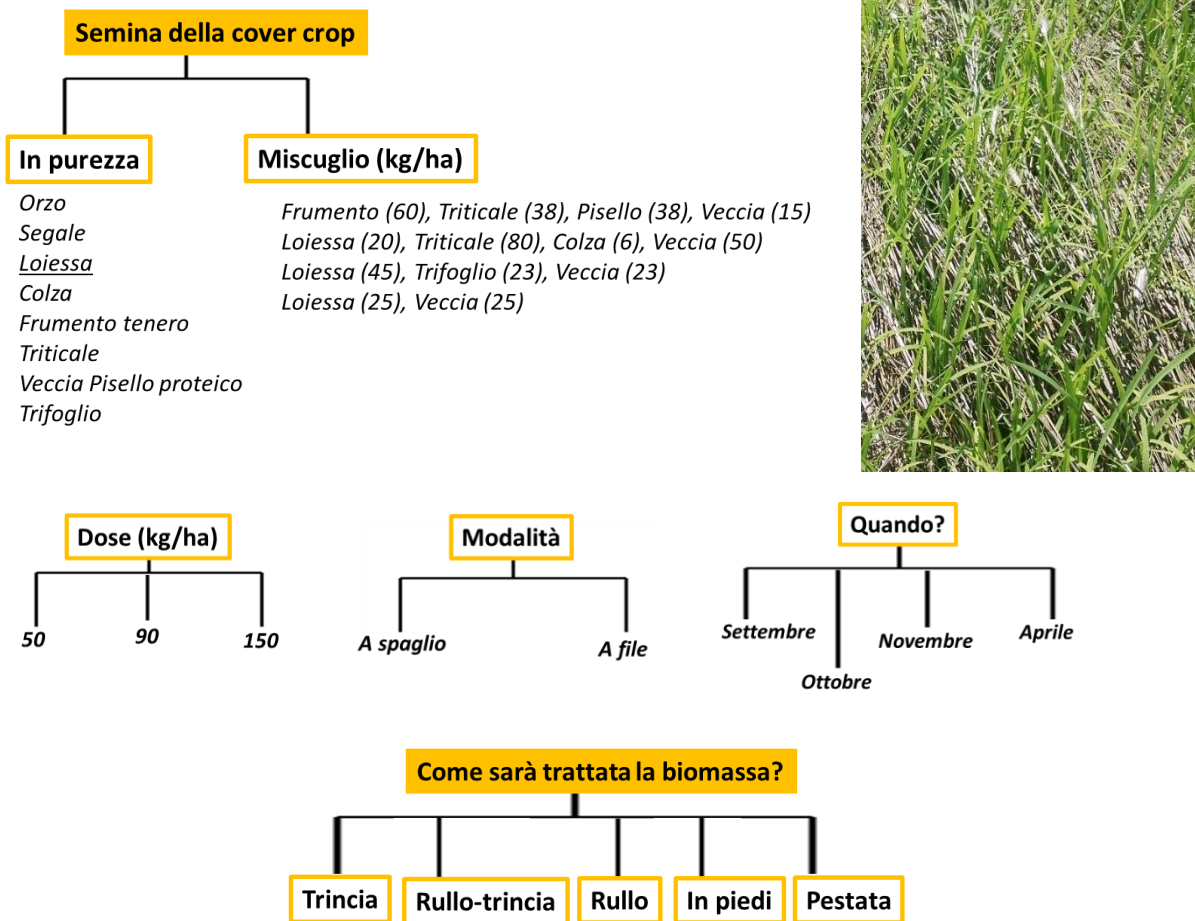 Semina della cover crop
In purezza
Orzo
Segale
Loiessa
Colza
Frumento tenero
Triticale
Veccia Pisello proteico
Trifoglio
Miscuglio (kg/ha)
Frumento (60), Triticale (38), Pisello (38), Veccia (15)
Loiessa (20), Triticale (80), Colza (6), Veccia (50)
Loiessa (45), Trifoglio (23), Veccia (23)
Loiessa (25), Veccia (25)
Dose (kg/ha)
50
90
150
Modalità
A spaglio
A file
Quando?
Settembre
Ottobre
Novembre
Aprile
Come sarà trattata la biomassa?
Trincia
Rullo-trincia
Rullo
In piedi
Pestata